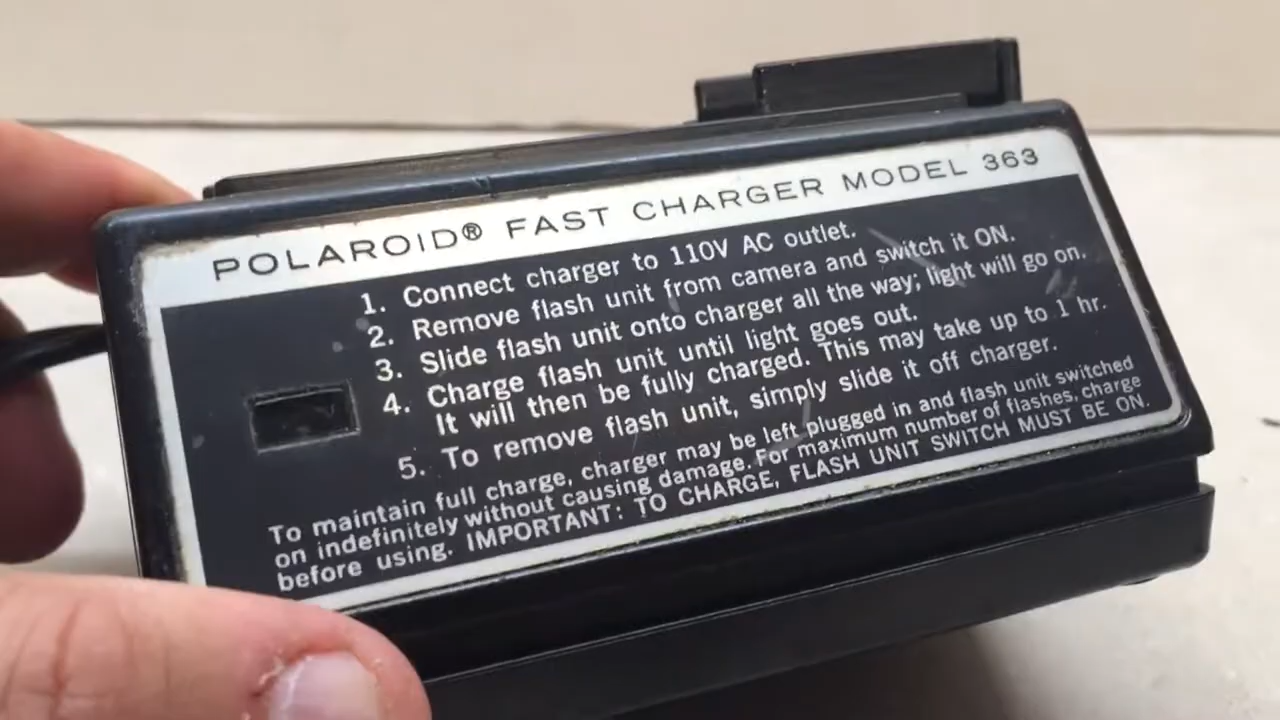 POLAROID® FAST CHARGER MODEL 363
1. Connect charger to 110V AC outlet.
2. Remove flash unit from camera and switch it ON.
3. Slide flash unit onto charger all the way; light will go on.
4. Charge flash unit until light goes out.
It will then be fully charged. This may take up to 1 hr.
5. To remove flash unit, simply slide it off charger.
To maintain full charge, charger may be left plugged in and flash unit switched
on indefinitely without causing damage. For maximum number of flashes, charge
before using. IMPORTANT: TO CHARGE, FLASH UNIT SWITCH MUST BE ON.